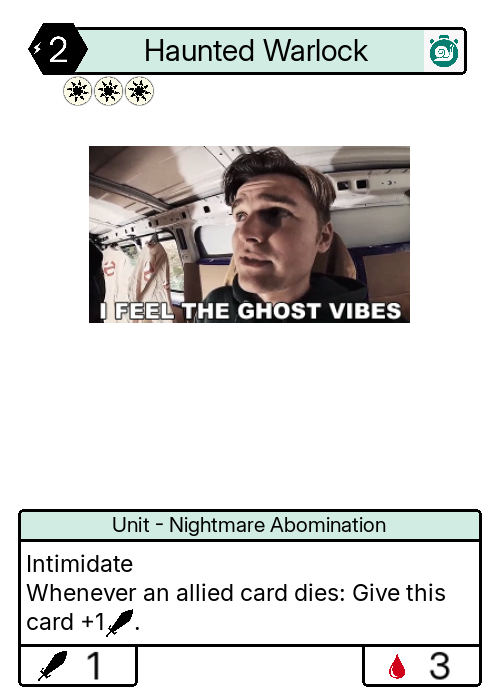 2
Haunted Warlock
I FEEL THE GHOST VIBES
Unit - Nightmare Abomination
Intimidate
Whenever an allied card dies: Give this
card +1.
1
3